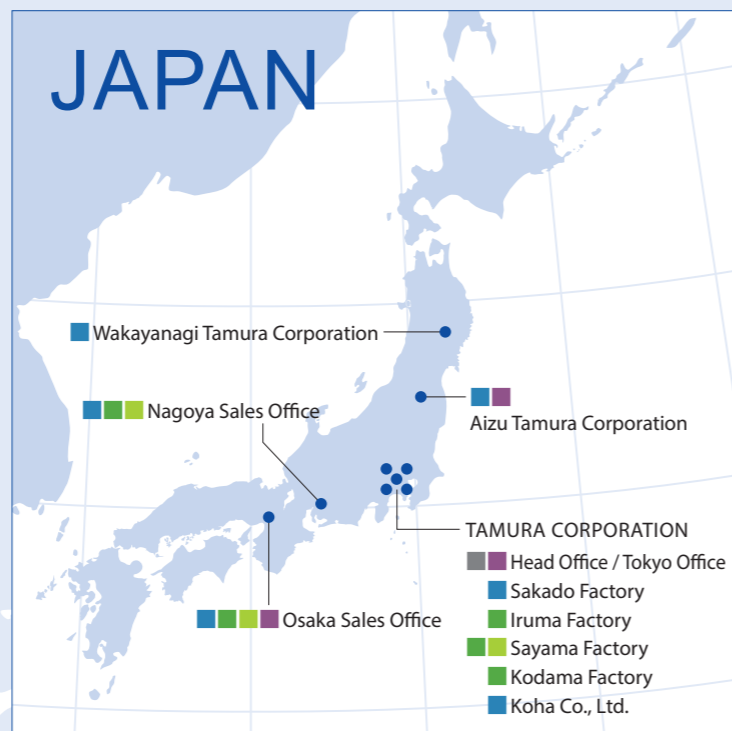 JAPAN
Wakayanagi Tamura Corporation
Nagoya Sales Office
Aizu Tamura Corporation
TAMURA CORPORATION
Head Office / Tokyo Office
Sakado Factory
Iruma Factory
Osaka Sales Office
Sayama Factory
Kodama Factory
Koha Co., Ltd.